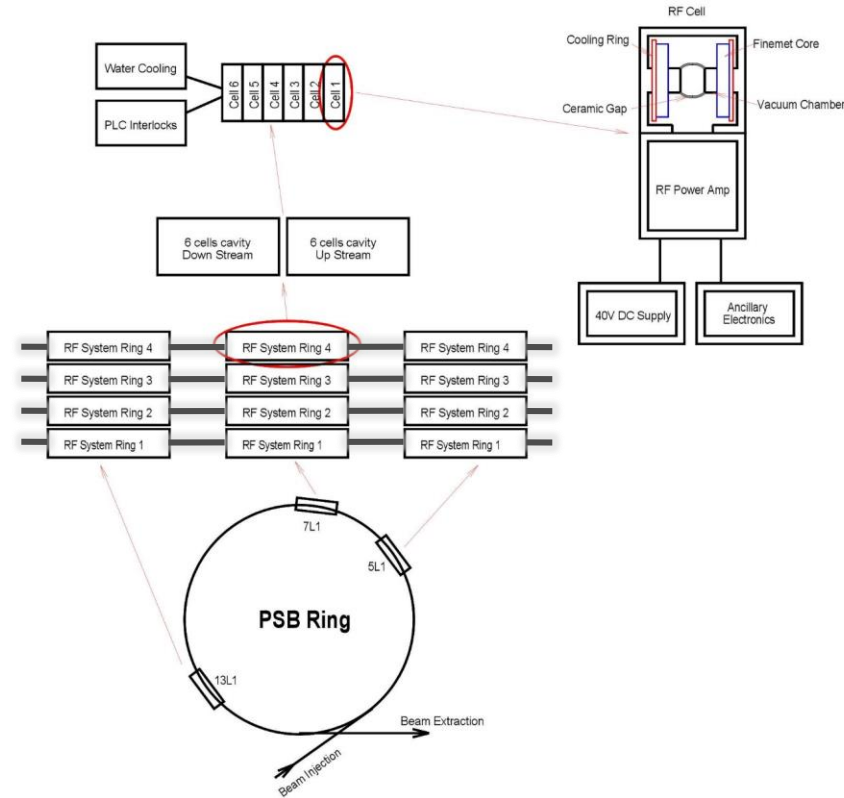 RF Cell
Cooling Ring
Finemet Core
Ceramic Gap
Vacuum Chamber
RF Power Amp
40V DC Supply
Ancillary
Electronics
Water Cooling
PLC Interlocks
Cell 6
Cell 5
Cell 4
Cell 3
Cell 2
Cell 1
6 cells cavity
Down Stream
6 cells cavity
Up Stream
RF System Ring 4
RF System Ring 4
RF System Ring 4
RF System Ring 3
RF System Ring 3
RF System Ring 3
RF System Ring 2
RF System Ring 2
RF System Ring 2
RF System Ring 1
RF System Ring 1
RF System Ring 1
7L1
5L1
PSB Ring
13L1
Beam Extraction
Beam Injection